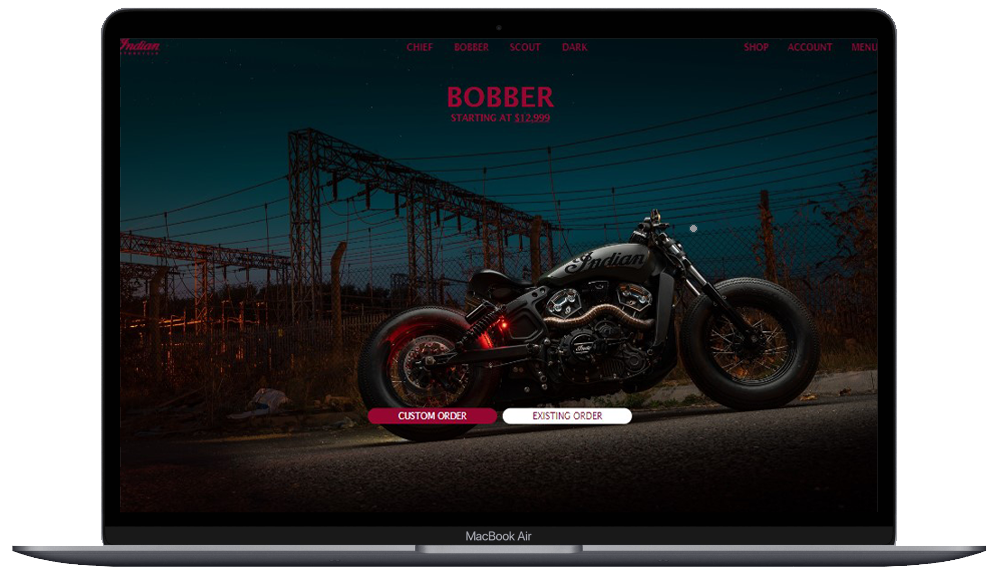 Indian
CHIEF BOBBER SCOUT DARK
SHOP ACCOUNT MENU
BOBBER
STARTING AT $12,999
Indian
CUSTOM ORDER EXISTING ORDER
MacBook Air